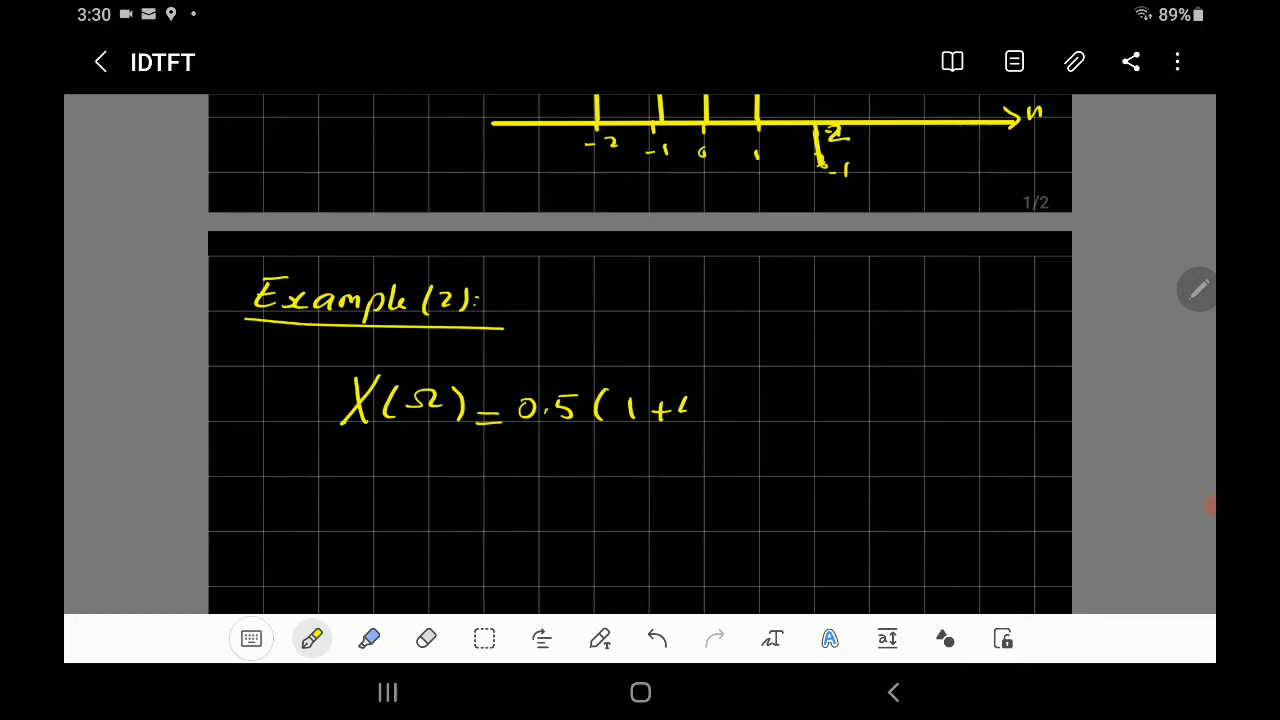 3:30 89%
IDTFT
n
-2 -1 0 1 2
-1
1/2
Example (2):
X(Ω) = 0.5 ( 1 +